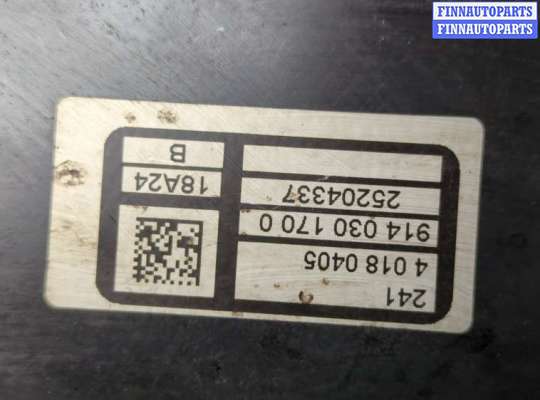 FINNAUTOPARTS
FINNAUTOPARTS
241
4 018 0405
914 030 170 0
25204337
18A24
B